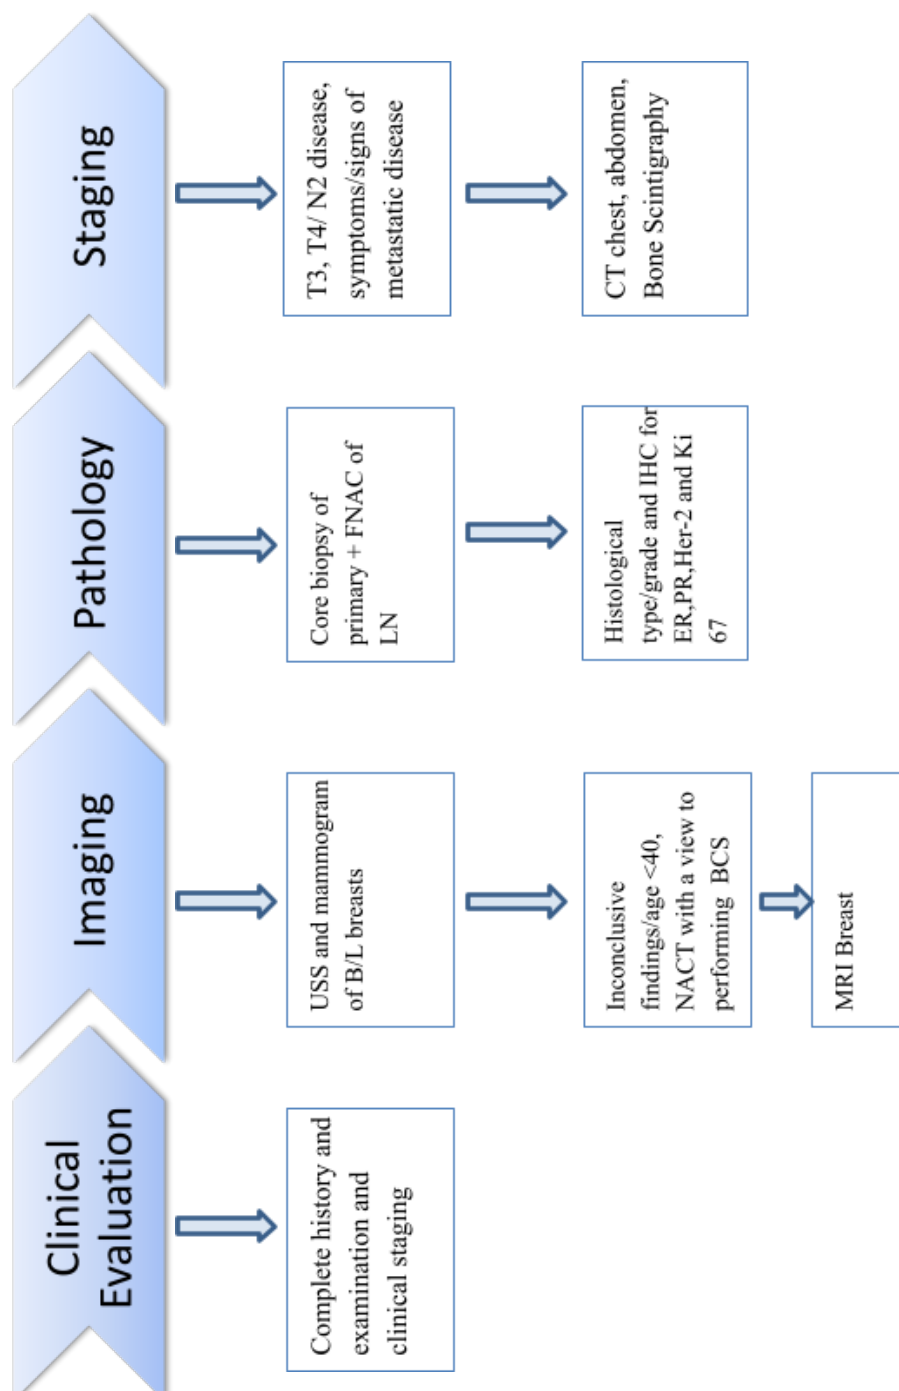 Clinical
Evaluation
Imaging
Pathology
Staging
Complete history and
examination and
clinical staging
USS and mammogram
of B/L breasts
Core biopsy of
primary + FNAC of
LN
T3, T4/ N2 disease,
symptoms/signs of
metastatic disease
Inconclusive
findings/age <40,
NACT with a view to
performing BCS
Histological
type/grade and IHC for
ER,PR,Her-2 and Ki
67
CT chest, abdomen,
Bone Scintigraphy
MRI Breast